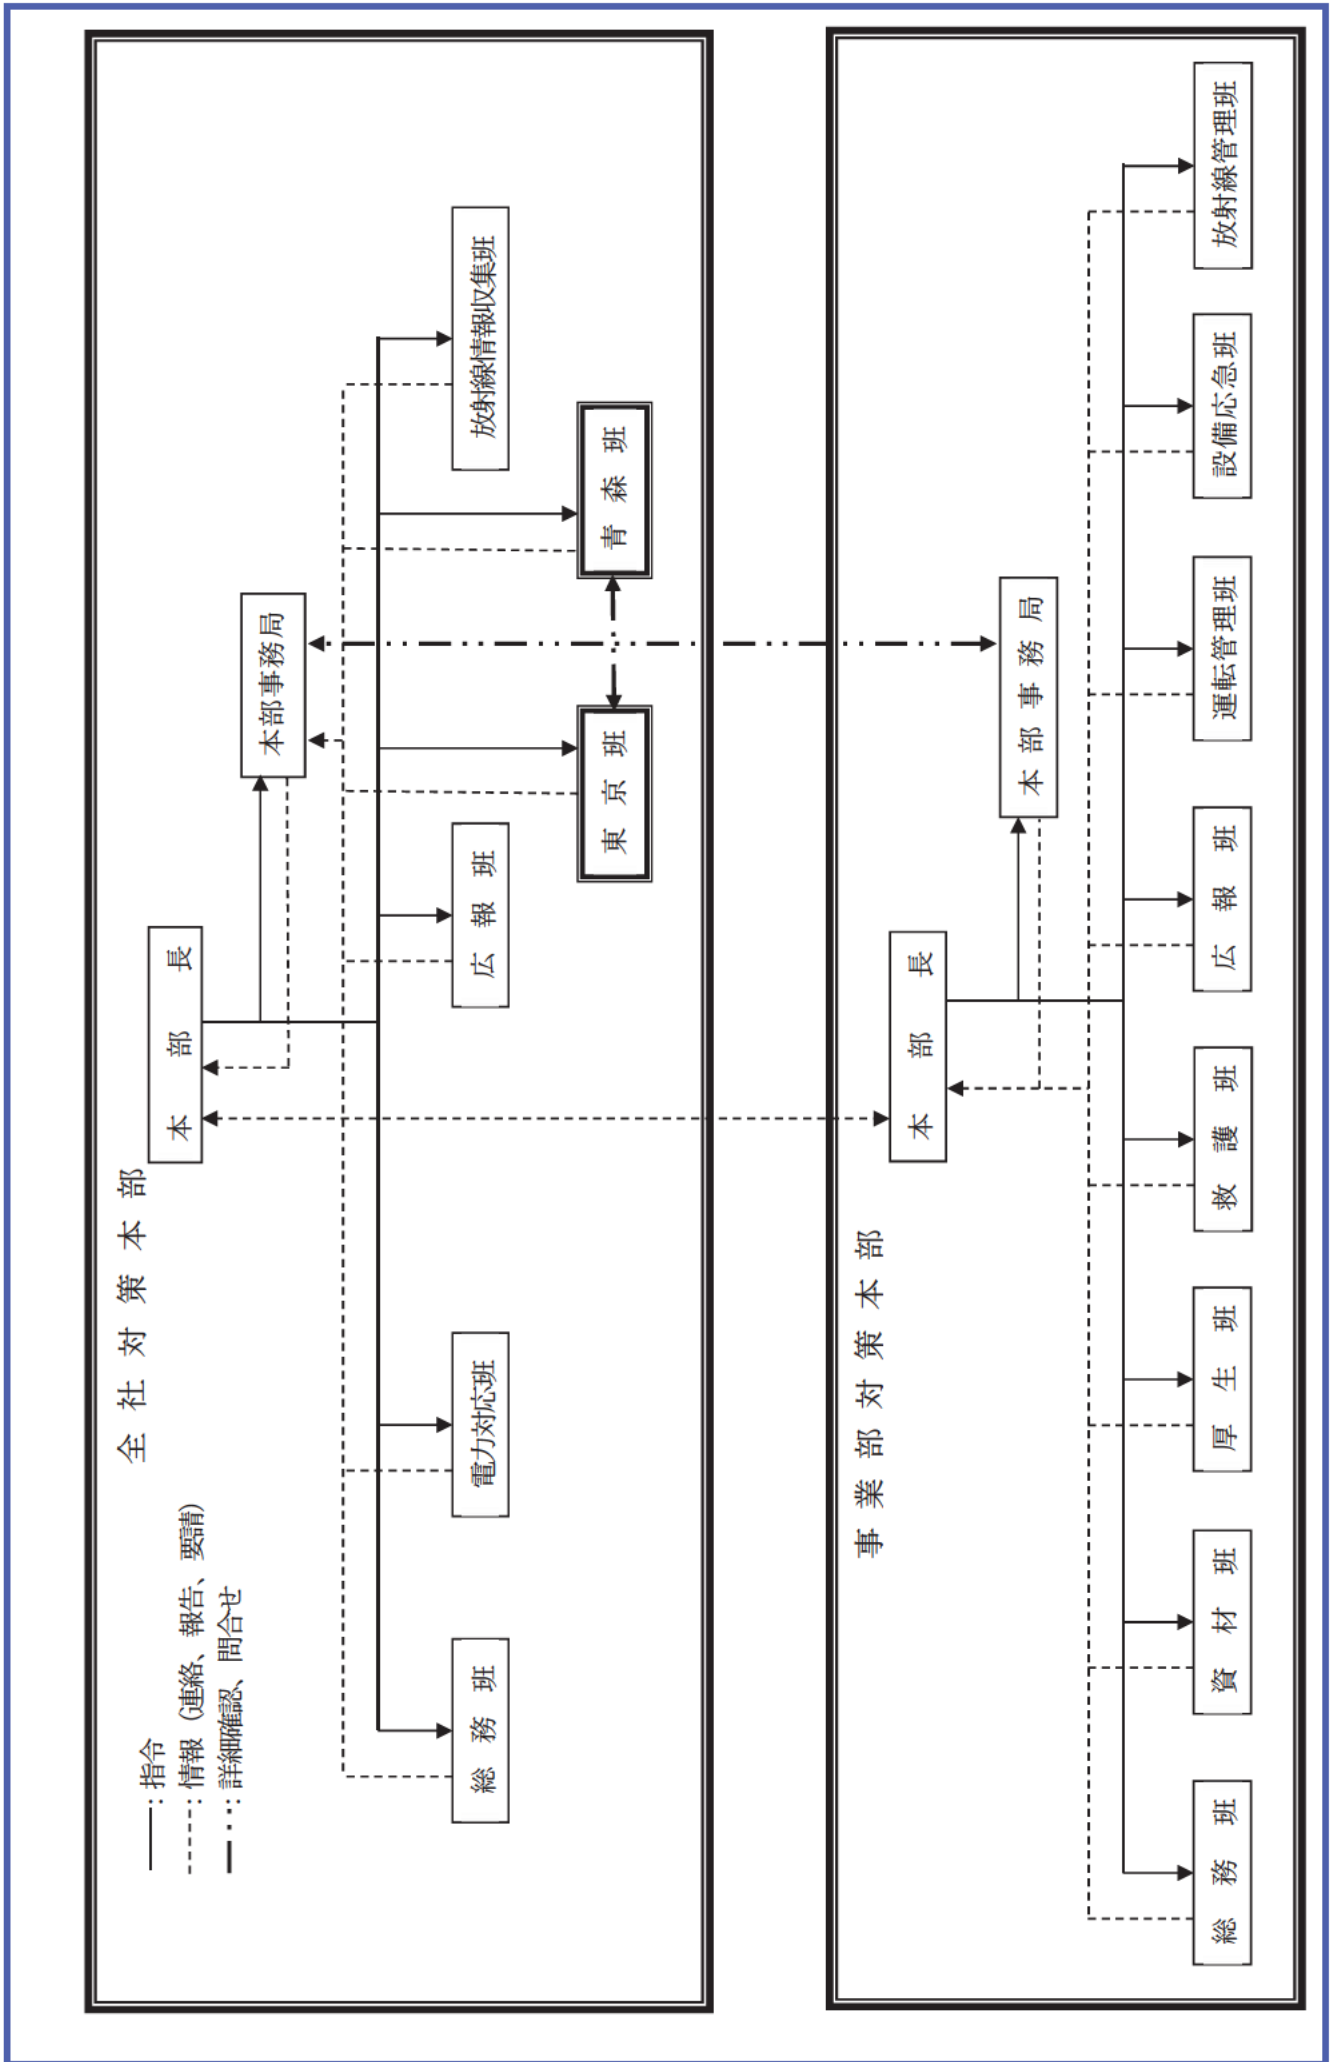 ―――：指令
-----：情報（連絡、報告、要請）
━ ‥：詳細確認、問合せ
全社対策本部
本部長
本部事務局
総務班
電力対応班
広報班
東京班
青森班
放射線情報収集班
事業部対策本部
本部長
本部事務局
総務班
資材班
厚生班
救護班
広報班
運転管理班
設備応急班
放射線管理班